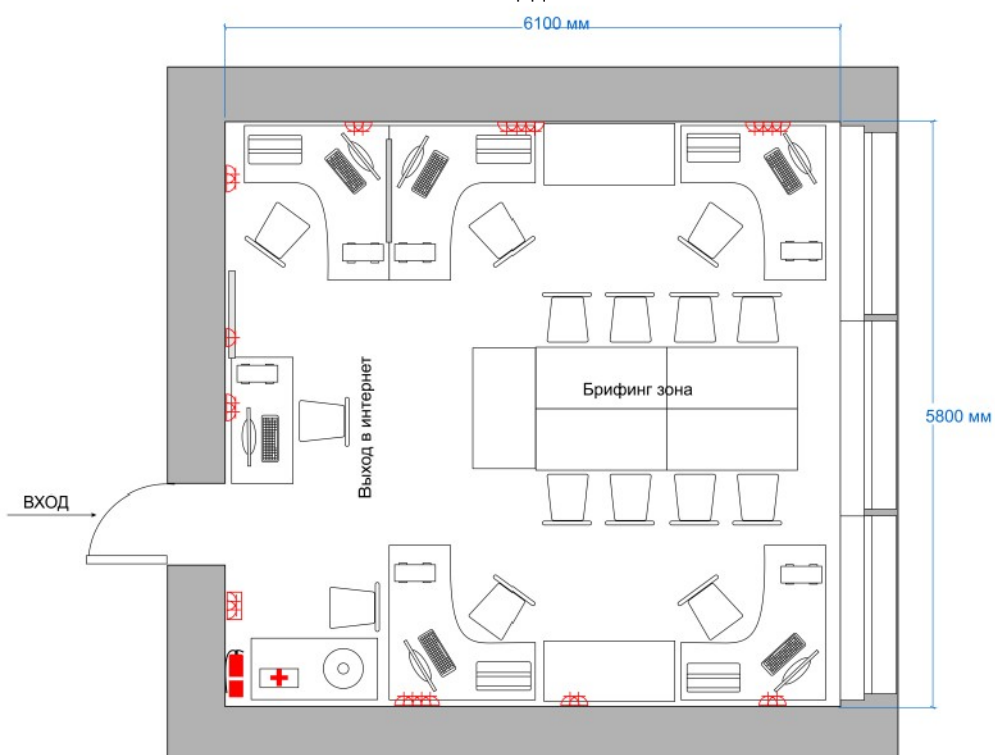 6100 мм
Брифинг зона
Выход в интернет
5800 мм
ВХОД